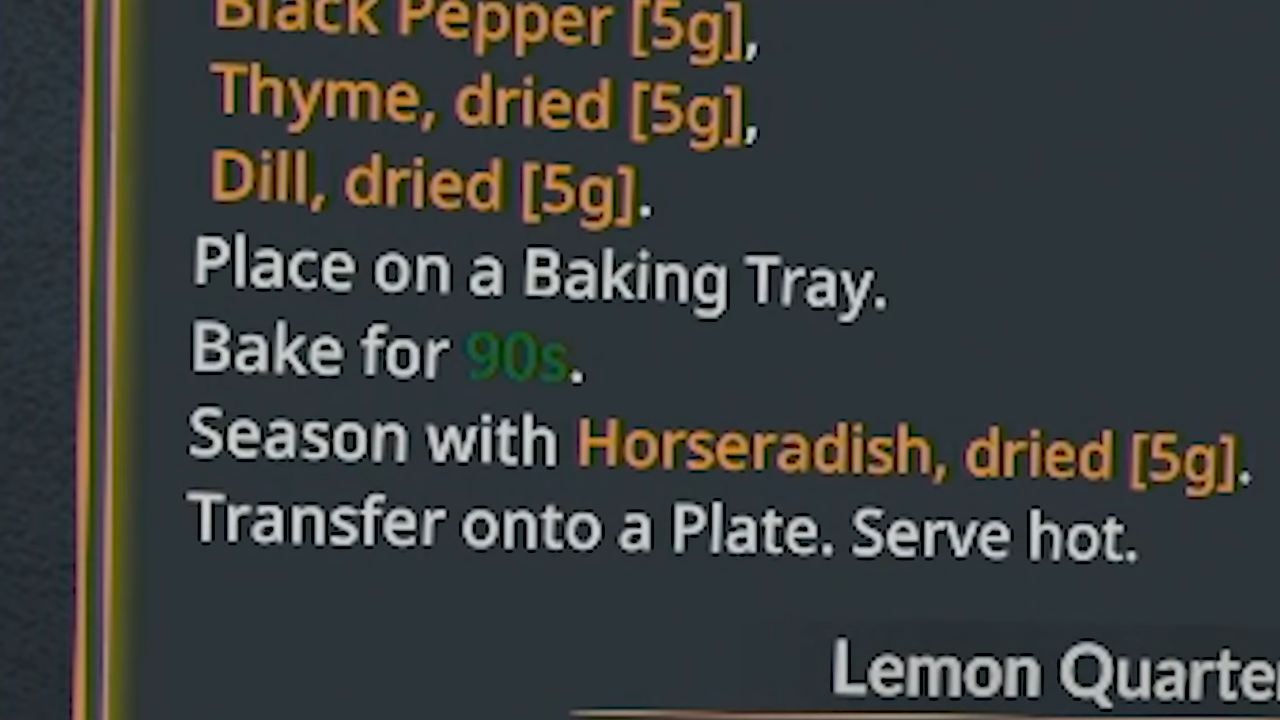 Black Pepper [5g],
Thyme, dried [5g],
Dill, dried [5g].
Place on a Baking Tray.
Bake for 90s.
Season with Horseradish, dried [5g].
Transfer onto a Plate. Serve hot.
Lemon Quarter